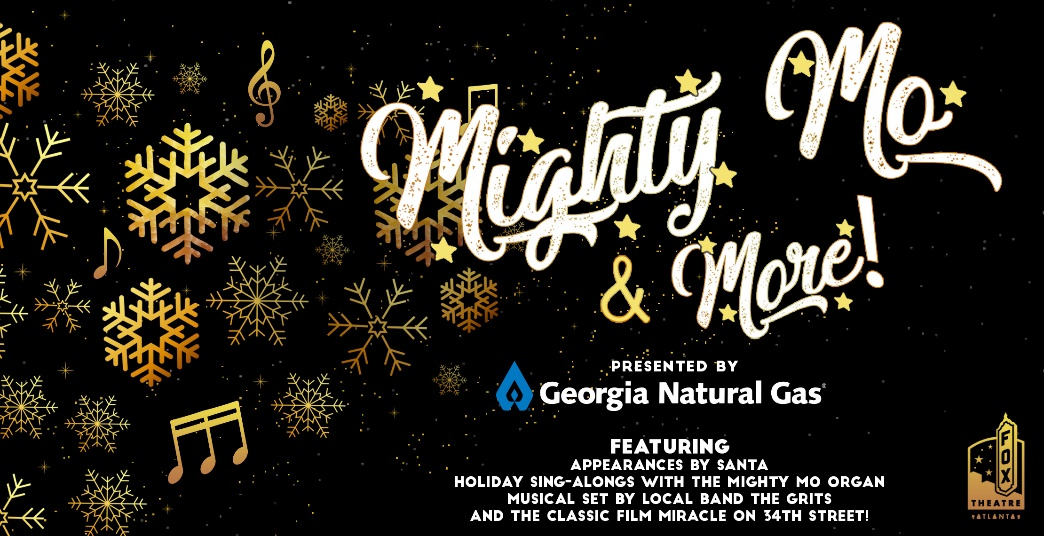 Mighty Mo
& More!
PRESENTED BY
Georgia Natural Gas®
FEATURING
APPEARANCES BY SANTA
HOLIDAY SING-ALONGS WITH THE MIGHTY MO ORGAN
MUSICAL SET BY LOCAL BAND THE GRITS
AND THE CLASSIC FILM MIRACLE ON 34TH STREET!
FOX
THEATRE
ATLANTA